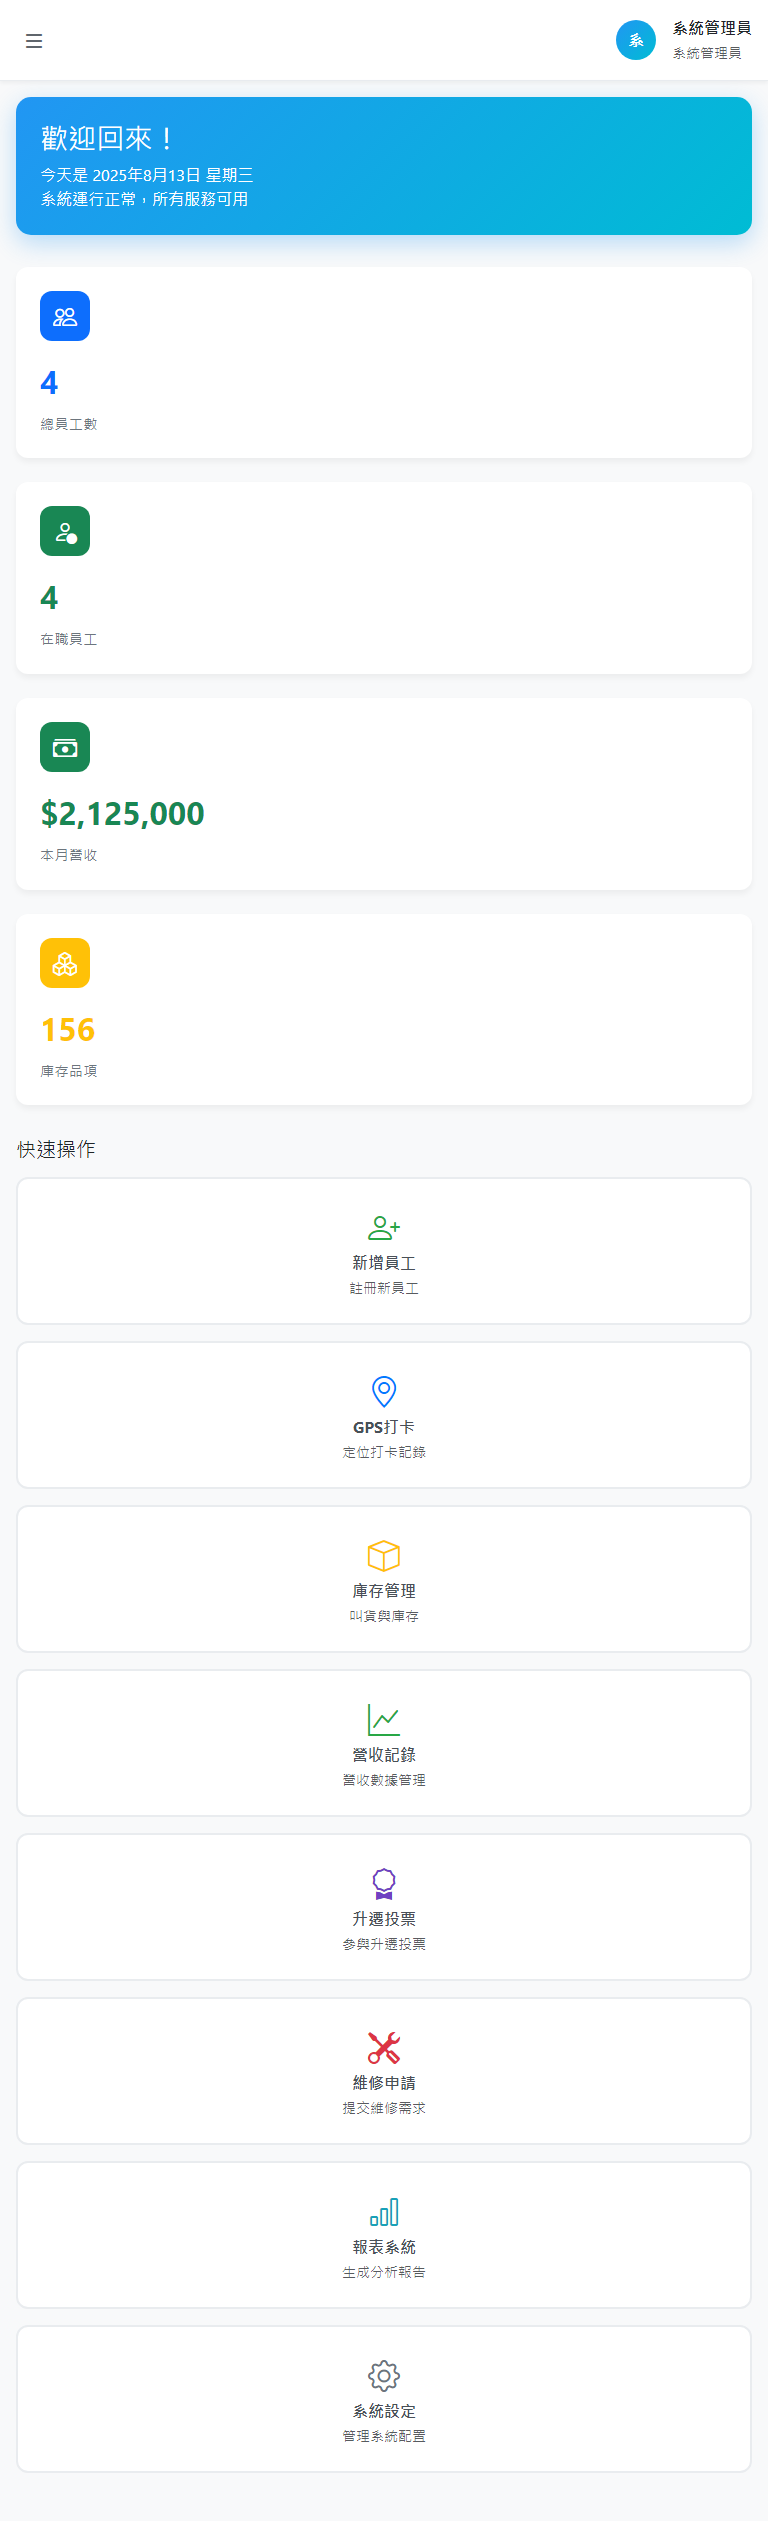 系
系統管理員
系統管理員
歡迎回來！
今天是 2025年8月13日 星期三
系統運行正常，所有服務可用
4
總員工數
4
在職員工
$2,125,000
本月營收
156
庫存品項
快速操作
新增員工
註冊新員工
GPS打卡
定位打卡記錄
庫存管理
叫貨與庫存
營收記錄
營收數據管理
升遷投票
參與升遷投票
維修申請
提交維修需求
報表系統
生成分析報告
系統設定
管理系統配置